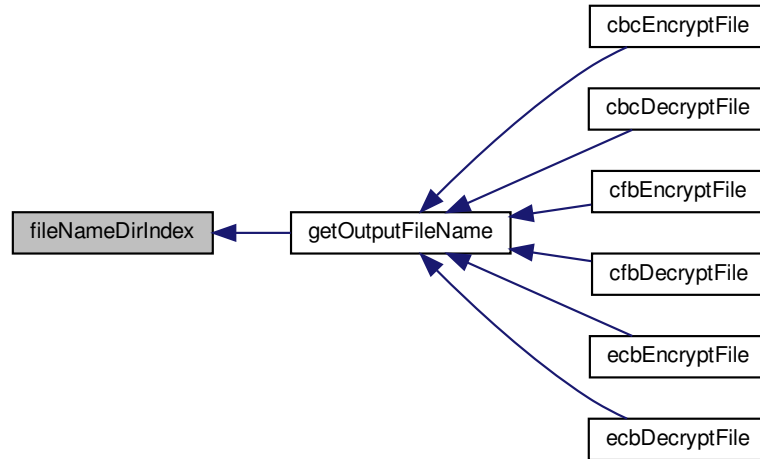 cbcEncryptFile
cbcDecryptFile
cfbEncryptFile
fileNameDirIndex
getOutputFileName
cfbDecryptFile
ecbEncryptFile
ecbDecryptFile